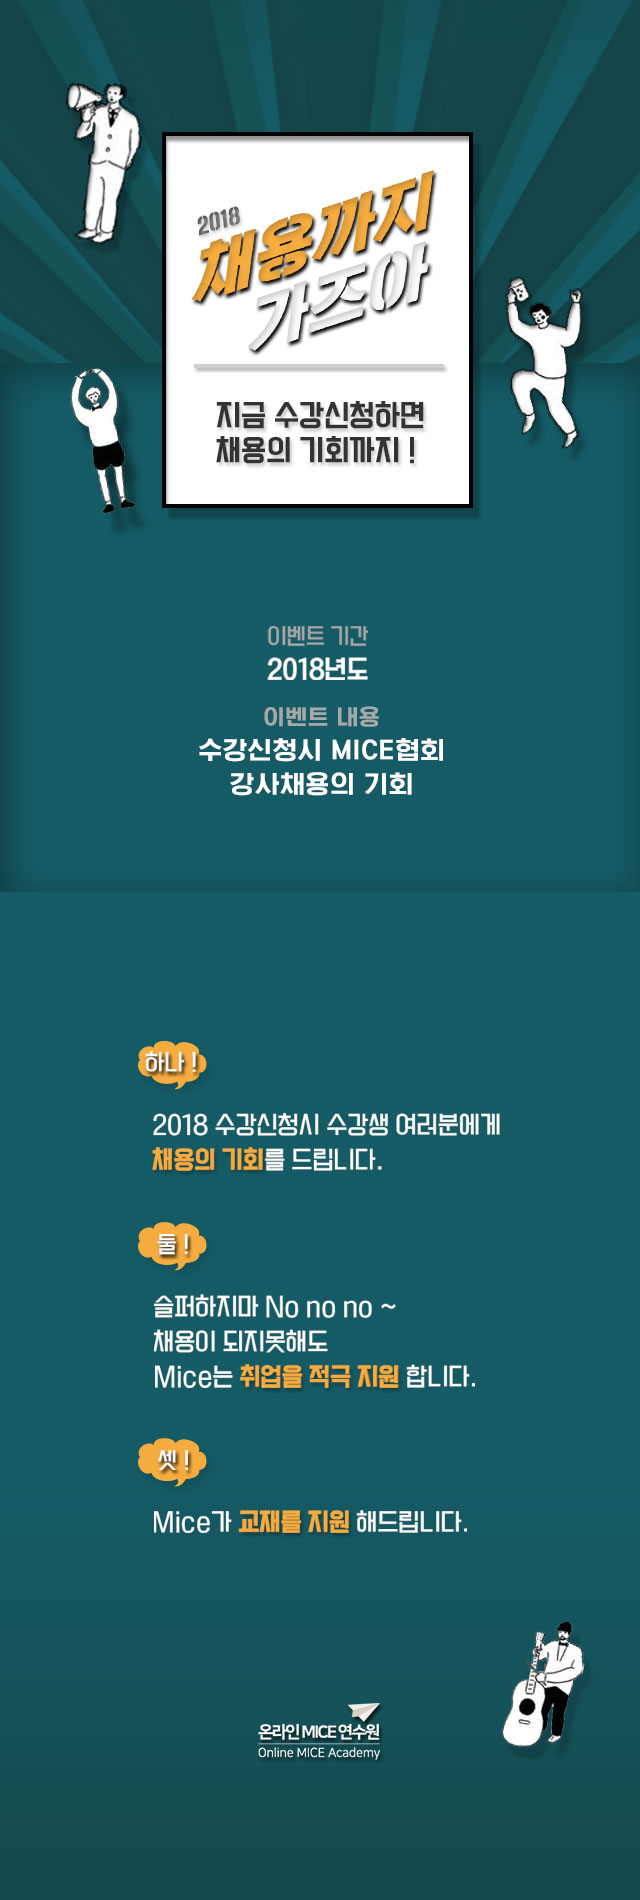 2018
채용까지
가즈아
지금 수강신청하면
채용의 기회까지 !
이벤트 기간
2018년도
이벤트 내용
수강신청시 MICE협회
강사채용의 기회
하나 !
2018 수강신청시 수강생 여러분에게
채용의 기회를 드립니다.
둘 !
슬퍼하지마 No no no ~
채용이 되지못해도
Mice는 취업을 적극 지원 합니다.
셋 !
Mice가 교재를 지원 해드립니다.
온라인 MICE 연수원
Online MICE Academy